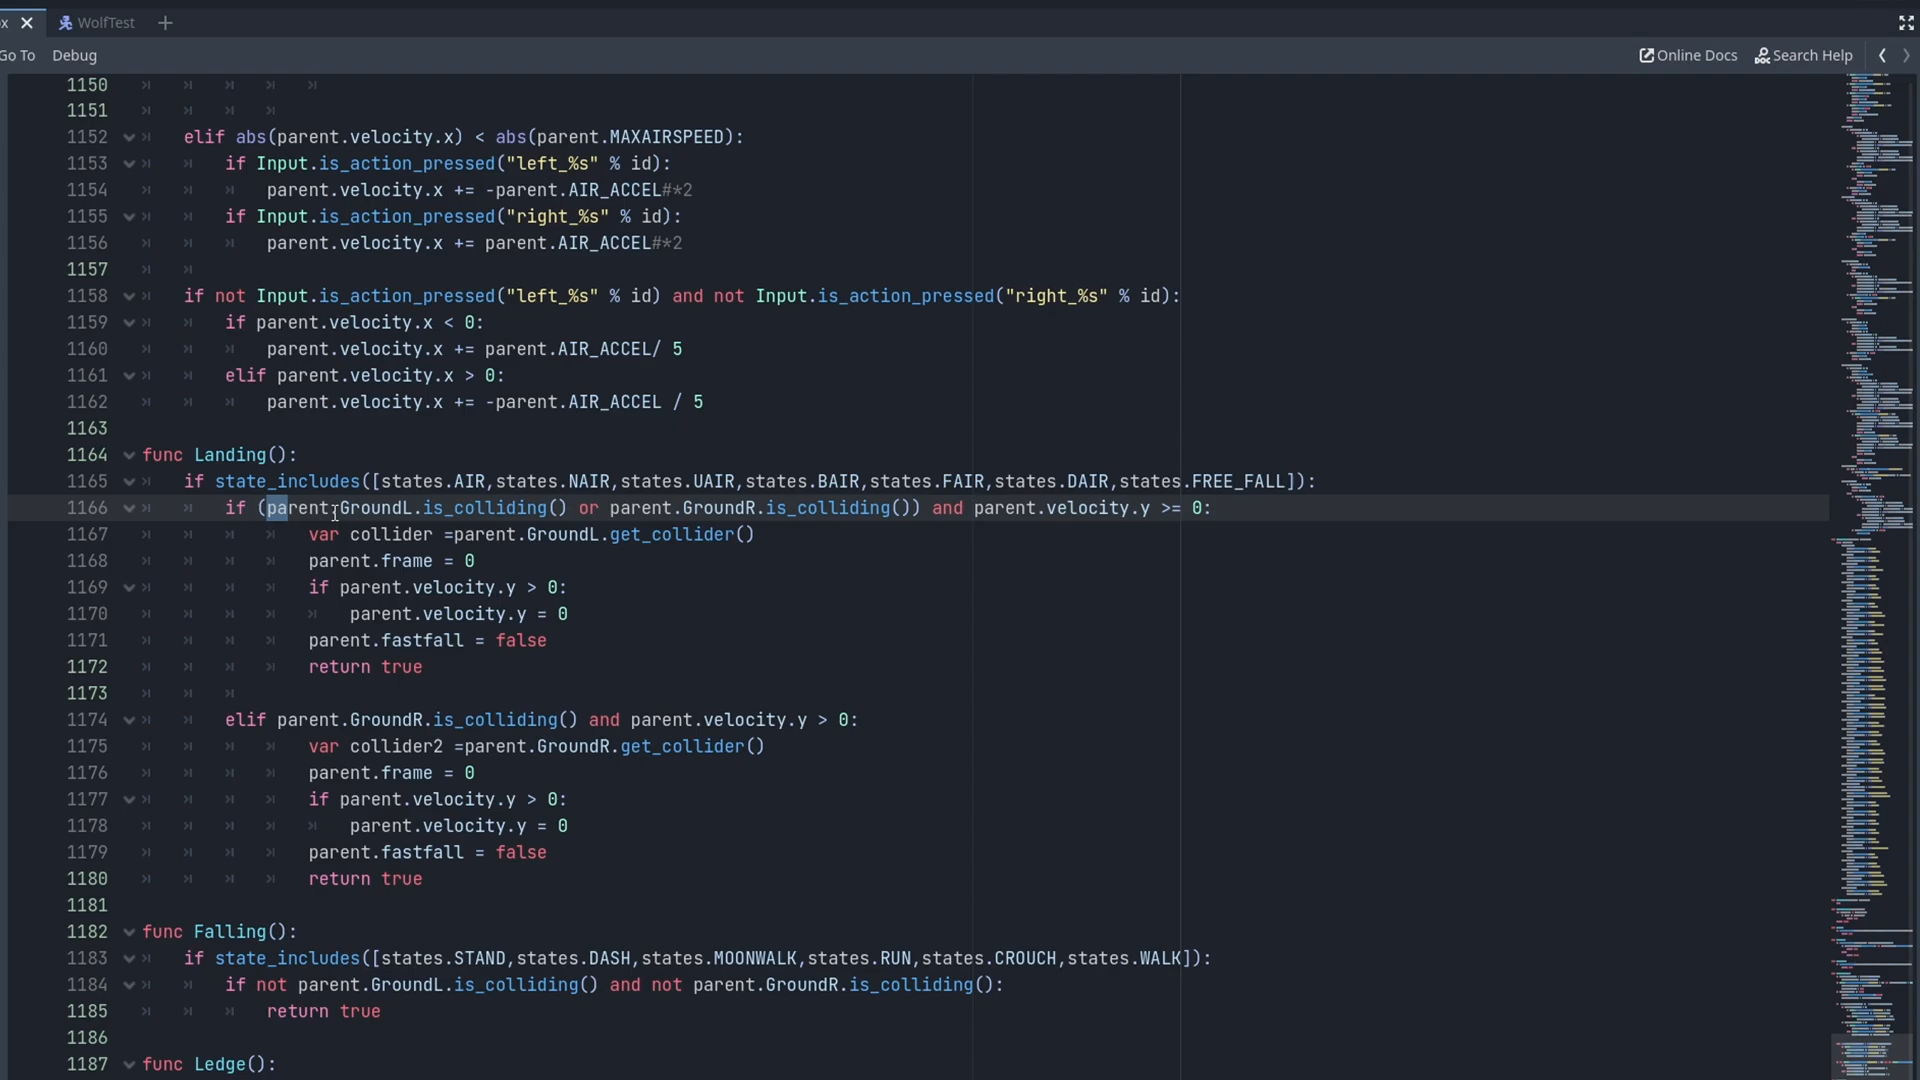 x WolfTest
Go To Debug Online Docs Search Help
1150
1151
1152 elif abs(parent.velocity.x) < abs(parent.MAXAIRSPEED):
1153 if Input.is_action_pressed("left_%s" % id):
1154 parent.velocity.x += -parent.AIR_ACCEL#*2
1155 if Input.is_action_pressed("right_%s" % id):
1156 parent.velocity.x += parent.AIR_ACCEL#*2
1157
1158 if not Input.is_action_pressed("left_%s" % id) and not Input.is_action_pressed("right_%s" % id):
1159 if parent.velocity.x < 0:
1160 parent.velocity.x += parent.AIR_ACCEL/ 5
1161 elif parent.velocity.x > 0:
1162 parent.velocity.x += -parent.AIR_ACCEL / 5
1163
1164 func Landing():
1165 if state_includes([states.AIR,states.NAIR,states.UAIR,states.BAIR,states.FAIR,states.DAIR,states.FREE_FALL]):
1166 if (parent.GroundL.is_colliding() or parent.GroundR.is_colliding()) and parent.velocity.y >= 0:
1167 var collider =parent.GroundL.get_collider()
1168 parent.frame = 0
1169 if parent.velocity.y > 0:
1170 parent.velocity.y = 0
1171 parent.fastfall = false
1172 return true
1173
1174 elif parent.GroundR.is_colliding() and parent.velocity.y > 0:
1175 var collider2 =parent.GroundR.get_collider()
1176 parent.frame = 0
1177 if parent.velocity.y > 0:
1178 parent.velocity.y = 0
1179 parent.fastfall = false
1180 return true
1181
1182 func Falling():
1183 if state_includes([states.STAND,states.DASH,states.MOONWALK,states.RUN,states.CROUCH,states.WALK]):
1184 if not parent.GroundL.is_colliding() and not parent.GroundR.is_colliding():
1185 return true
1186
1187 func Ledge():